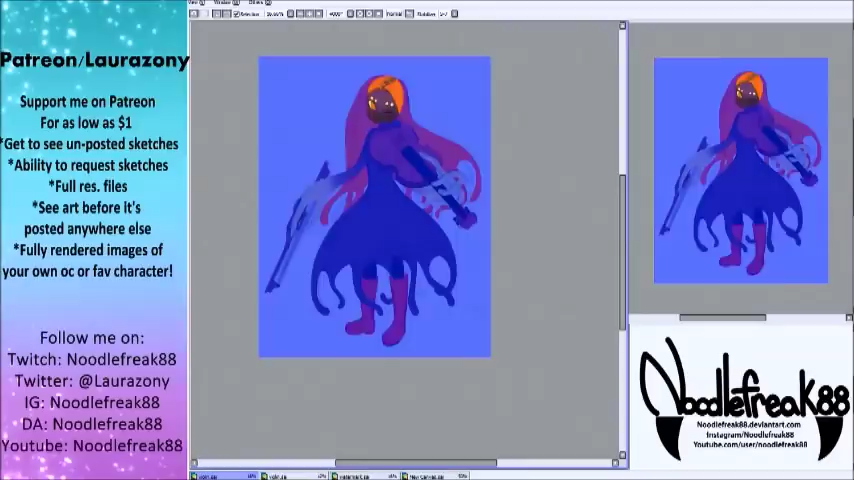 Patreon/Laurazony
Support me on Patreon
For as low as $1
*Get to see un-posted sketches
*Ability to request sketches
*Full res. files
*See art before it's
posted anywhere else
*Fully rendered images of
your own oc or fav character!
Follow me on:
Twitch: Noodlefreak88
Twitter: @Laurazony
IG: Noodlefreak88
DA: Noodlefreak88
Youtube: Noodlefreak88
Selection
Normal
Noodlefreak88
Noodlefreak88.deviantart.com
Instagram/Noodlefreak88
Youtube.com/user/noodlefreak88